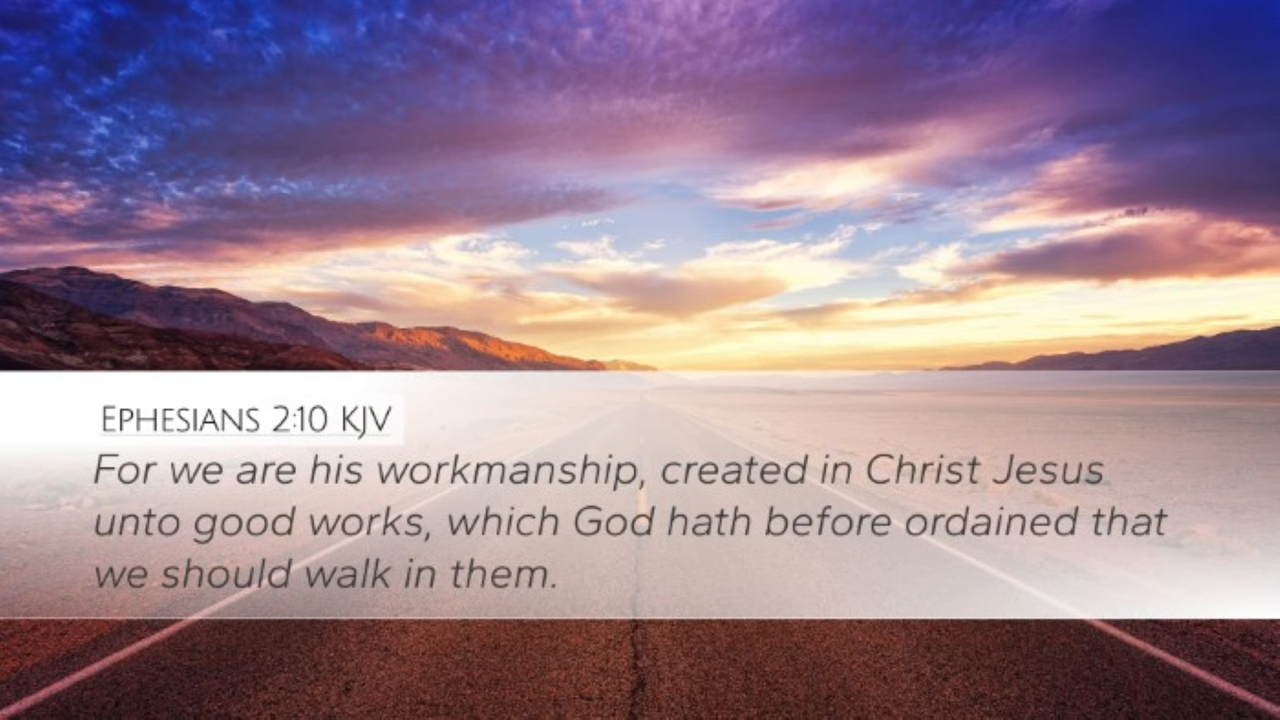 Ephesians 2:10 KJV
For we are his workmanship, created in Christ Jesus
unto good works, which God hath before ordained that
we should walk in them.